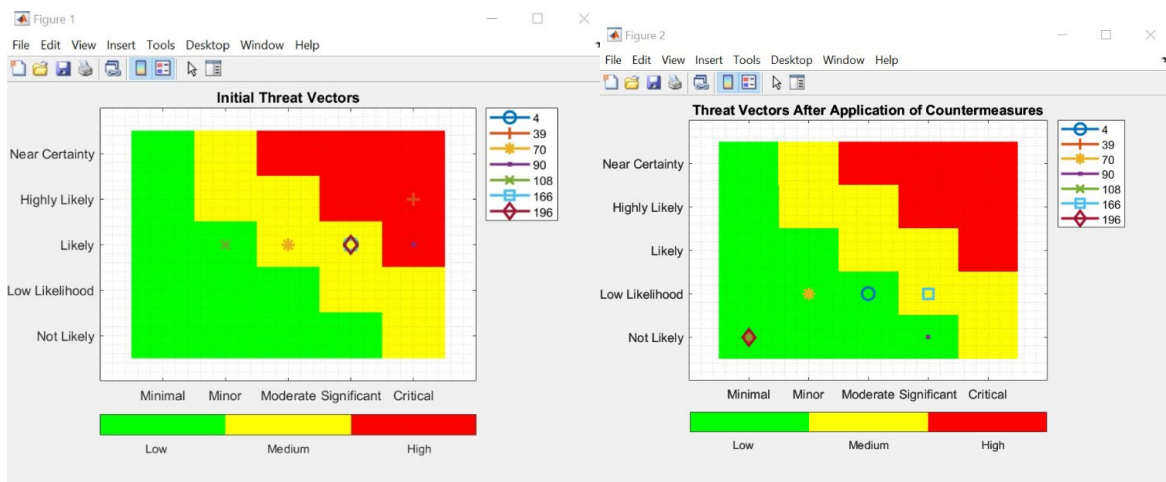 Figure 1
File Edit View Insert Tools Desktop Window Help
Initial Threat Vectors
4
39
70
90
108
166
196
Near Certainty
Highly Likely
Likely
Low Likelihood
Not Likely
Minimal Minor Moderate Significant Critical
Low Medium High
Figure 2
File Edit View Insert Tools Desktop Window Help
Threat Vectors After Application of Countermeasures
4
39
70
90
108
166
196
Near Certainty
Highly Likely
Likely
Low Likelihood
Not Likely
Minimal Minor Moderate Significant Critical
Low Medium High